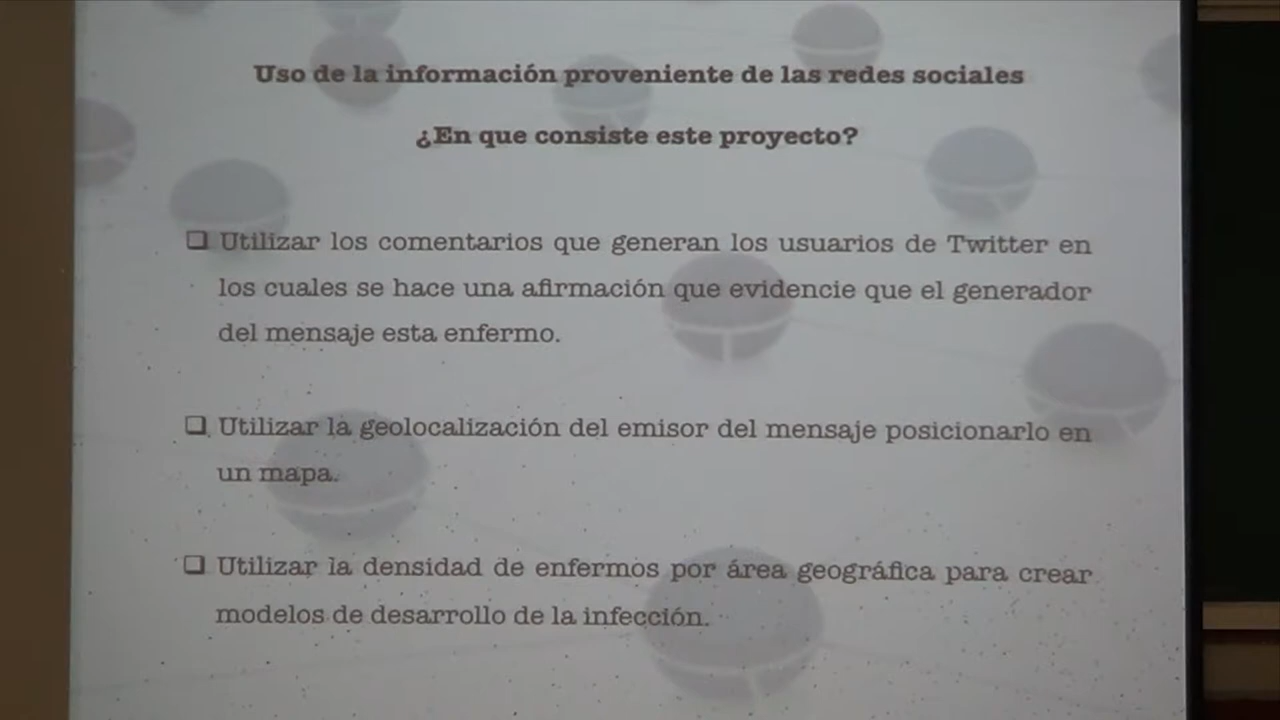 Uso de la información proveniente de las redes sociales
¿En que consiste este proyecto?
❑ Utilizar los comentarios que generan los usuarios de Twitter en
los cuales se hace una afirmación que evidencie que el generador
del mensaje esta enfermo.
❑ Utilizar la geolocalización del emisor del mensaje posicionarlo en
un mapa.
❑ Utilizar la densidad de enfermos por área geográfica para crear
modelos de desarrollo de la infección.